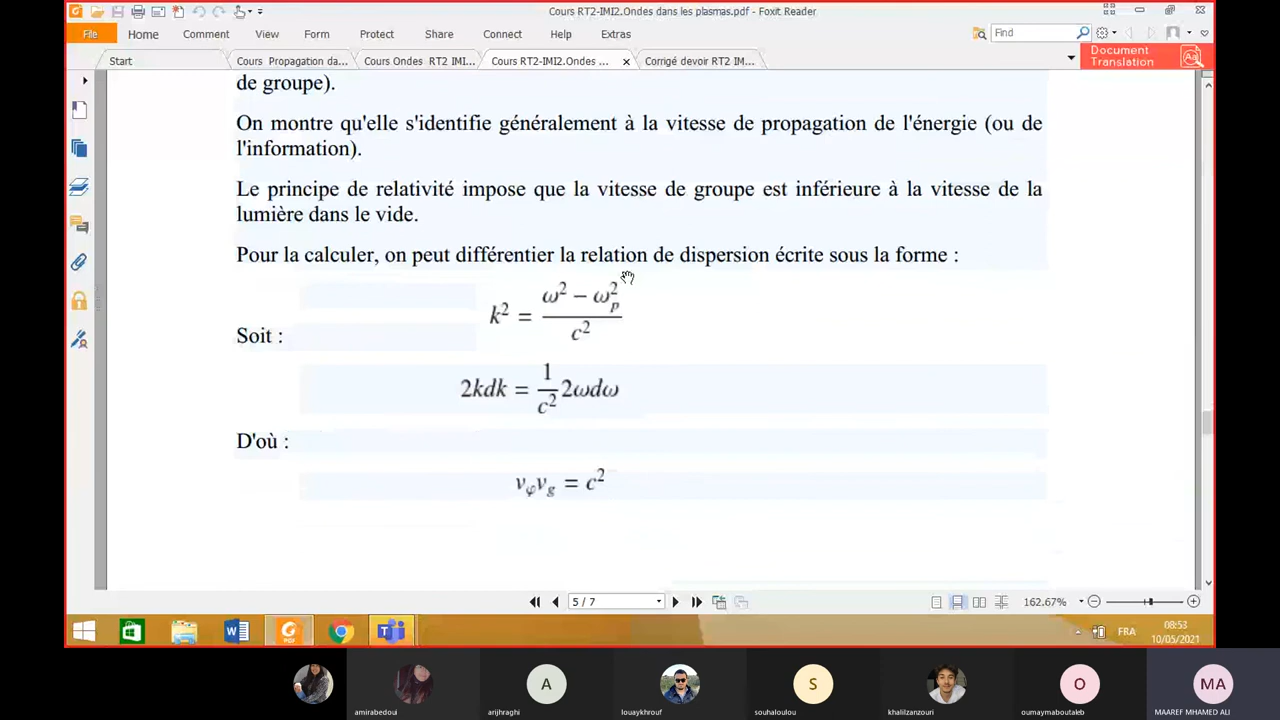 Cours RT2-IMI2.Ondes dans les plasmas.pdf - Foxit Reader
File Home Comment View Form Protect Share Connect Help Extras Find
Start Cours Propagation da... Cours Ondes RT2 IMI... Cours RT2-IMI2.Ondes ... Corrigé devoir RT2 IM...
Document
Translation
de groupe).
On montre qu'elle s'identifie généralement à la vitesse de propagation de l'énergie (ou de
l'information).
Le principe de relativité impose que la vitesse de groupe est inférieure à la vitesse de la
lumière dans le vide.
Pour la calculer, on peut différentier la relation de dispersion écrite sous la forme :
k² = (ω² − ωₚ²) / c²
Soit :
2kdk = 1/c² 2ωdω
D'où :
v_φ v_g = c²
5 / 7 162.67%
FRA
08:53
10/05/2021
A S O MA
amirabedoui arijhraghi louaykhrouf souhaloulou khalilzanzouri oumaymaboutaleb MAAREF MHAMED ALI